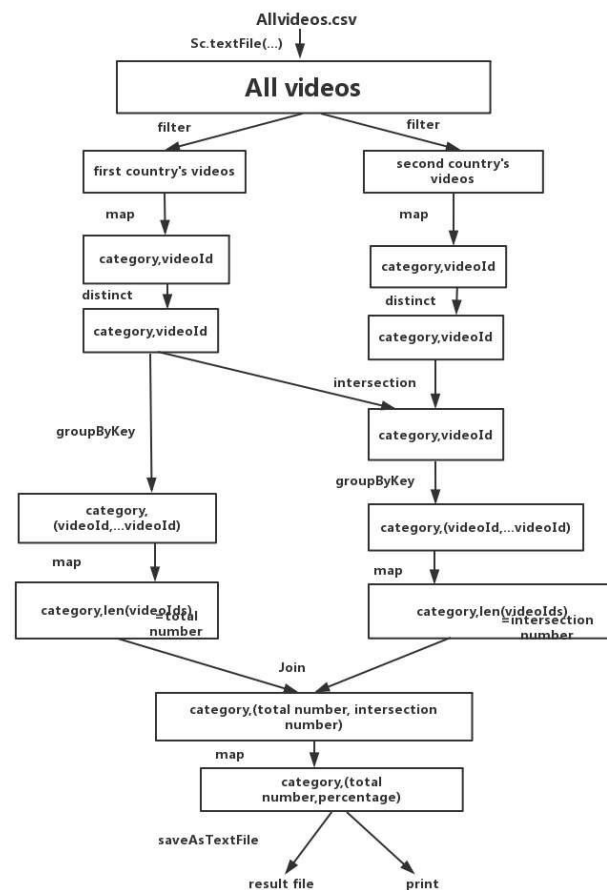 Allvideos.csv
Sc.textFile(...)
All videos
filter
filter
first country's videos
second country's
videos
map
map
category,videoId
category,videoId
distinct
distinct
category,videoId
category,videoId
intersection
category,videoId
groupByKey
groupByKey
category,
(videoId,...videoId)
category,(videoId,...videoId)
map
map
category,len(videoIds)
=total
number
category,len(videoIds)
=intersection
number
Join
category,(total number, intersection
number)
map
category,(total
number,percentage)
saveAsTextFile
result file
print